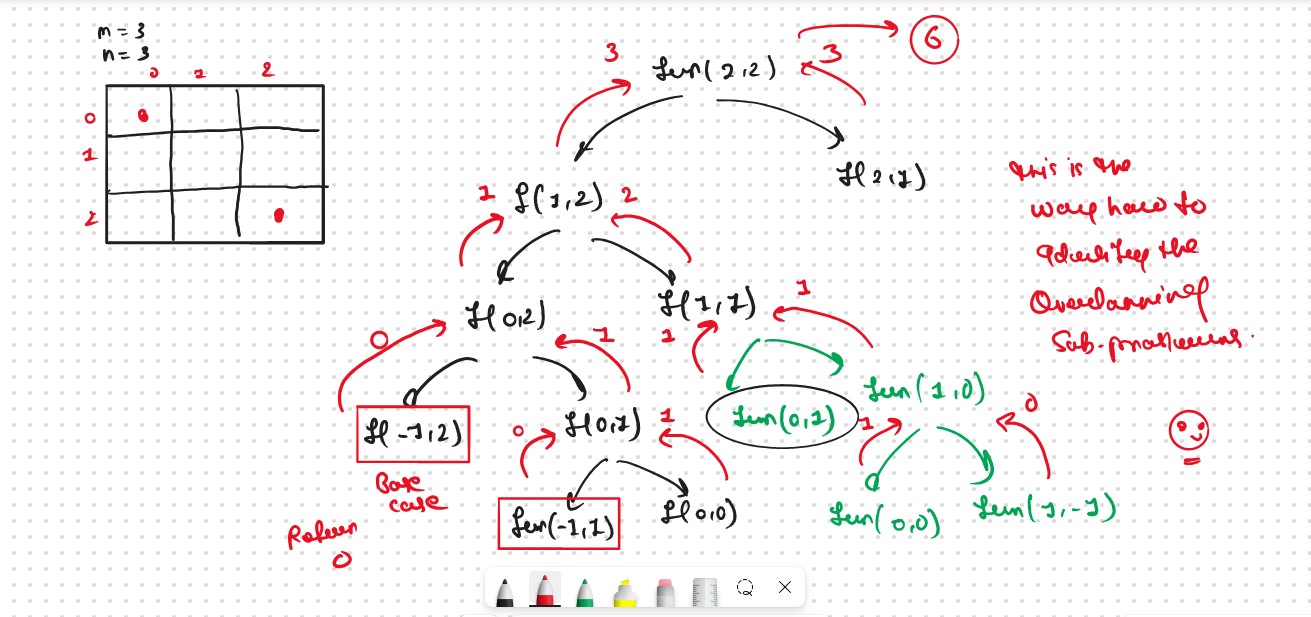 m = 3
n = 3
0 1 2
0
1
2
3
fun(2,2)
3
6
1
f(1,2)
2
f(2,1)
0
f(0,2)
1
f(1,1)
1
1
f(-1,2)
Base
case
Return
0
0
f(0,1)
1
fun(0,1)
1
fun(1,0)
0
fun(-1,1)
f(0,0)
fun(0,0)
fun(1,-1)
this is the
way how to
identify the
Overlapping
Sub-problems.